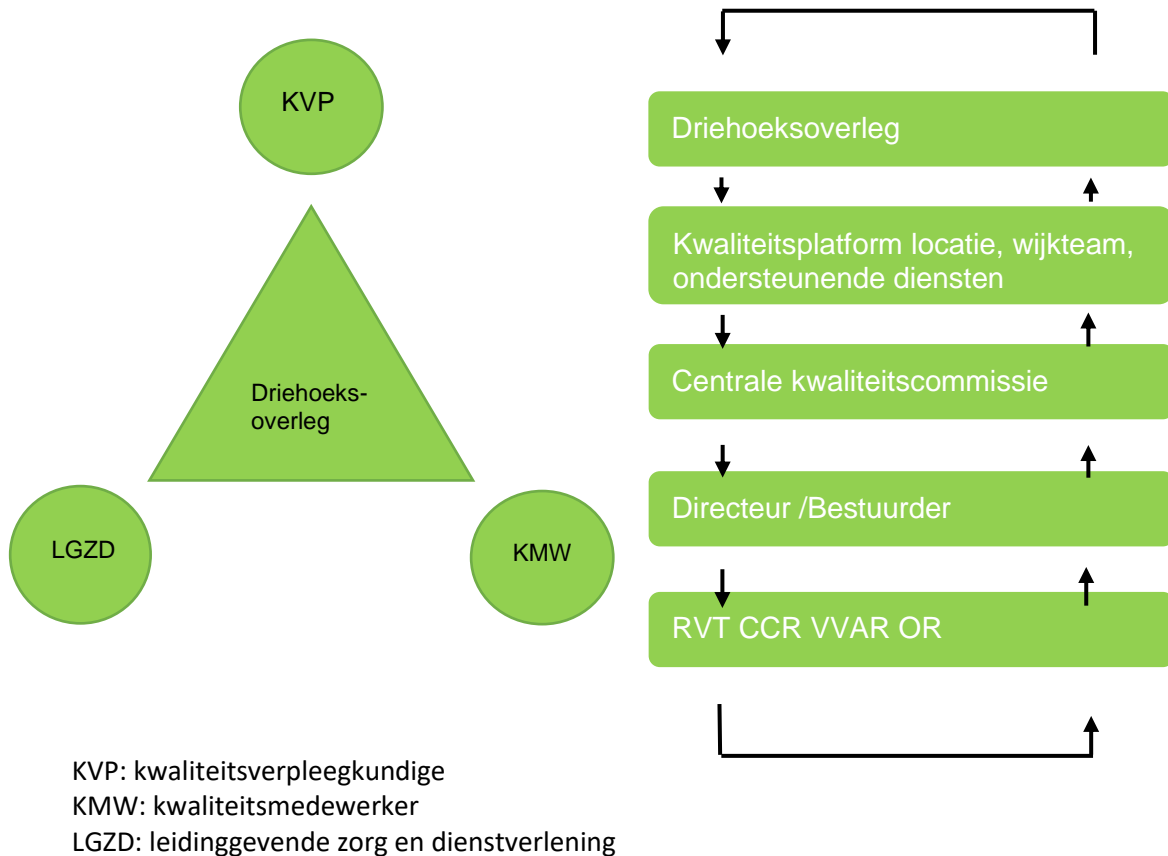 KVP
Driehoeks-
overleg
LGZD
KMW
Driehoeksoverleg
Kwaliteitsplatform locatie, wijkteam,
ondersteunende diensten
Centrale kwaliteitscommissie
Directeur /Bestuurder
RVT CCR VVAR OR
KVP: kwaliteitsverpleegkundige
KMW: kwaliteitsmedewerker
LGZD: leidinggevende zorg en dienstverlening